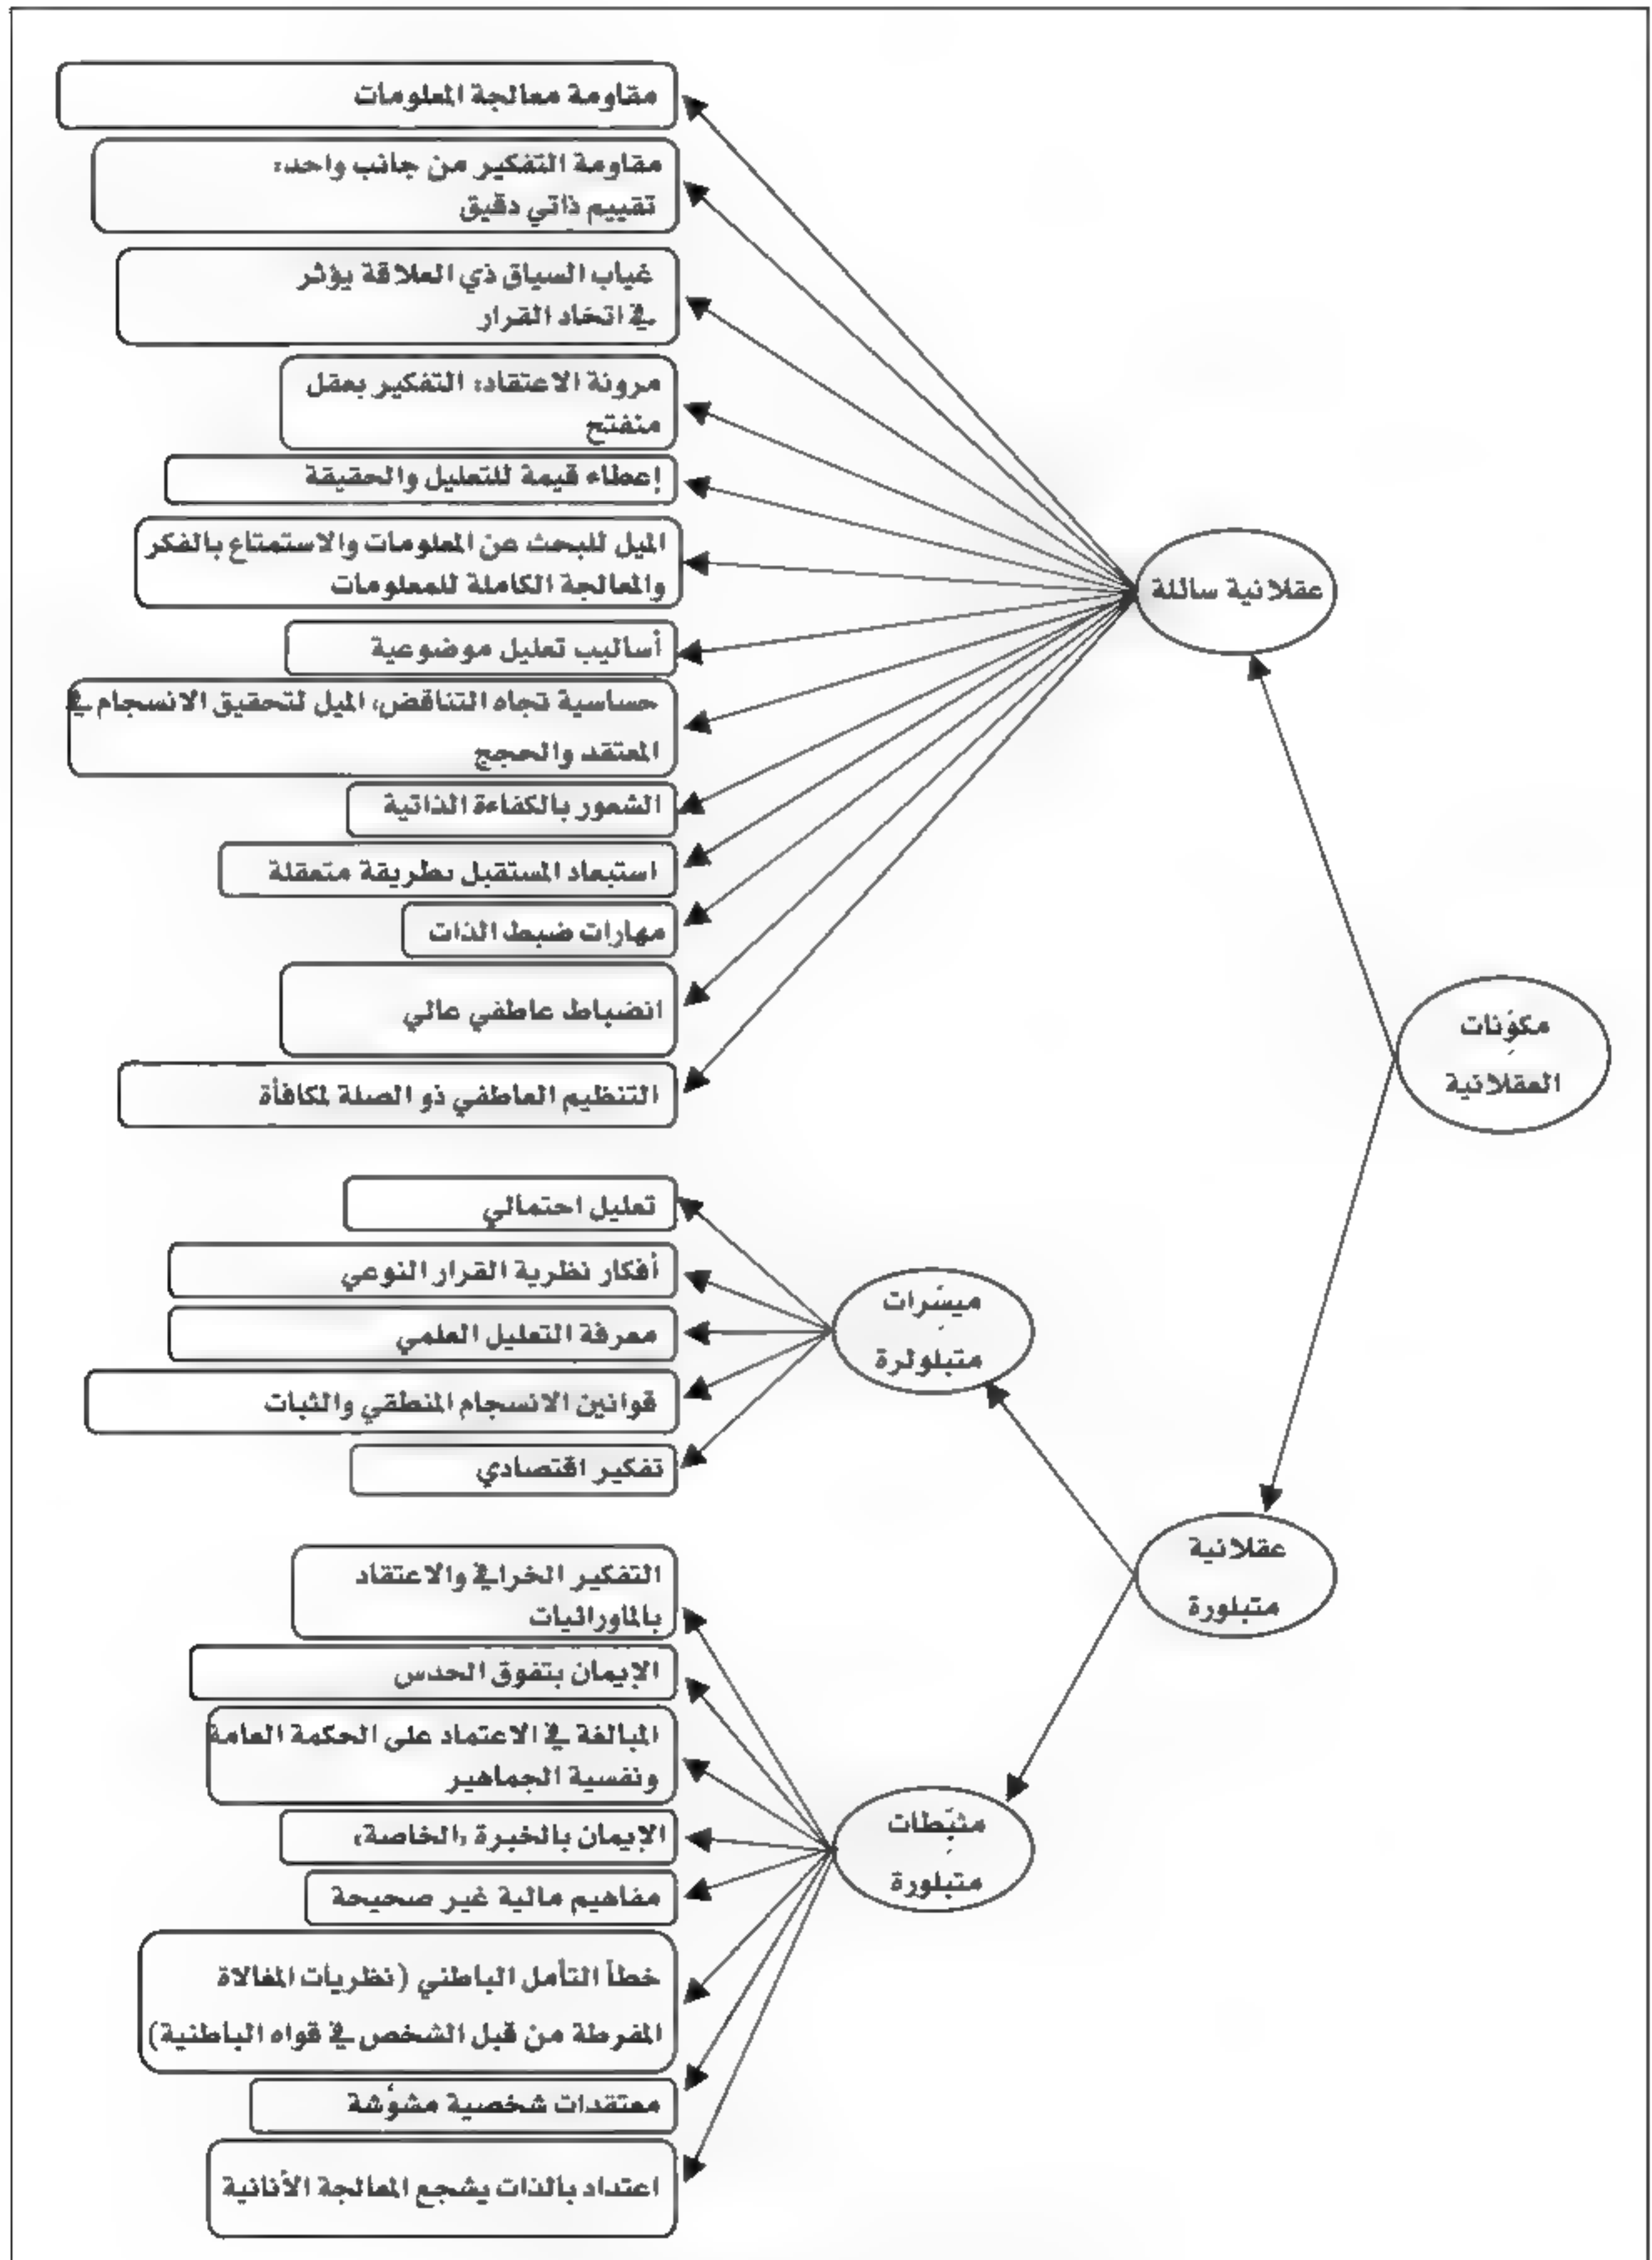 مكوّنات
العقلانية
عقلانية سائلة
مقاومة معالجة المعلومات
مقاومة التفكير من جانب واحد،
تقييم ذاتي دقيق
غياب السياق ذي العلاقة يؤثر
في اتخاد القرار
مرونة الاعتقاد، التفكير بعقل
منفتح
إعطاء قيمة للتعليل والحقيقة
الميل للبحث عن المعلومات والاستمتاع بالفكر
والمعالجة الكاملة للمعلومات
أساليب تعليل موضوعية
حساسية تجاه التناقض، الميل لتحقيق الانسجام في
المعتقد والحجج
الشعور بالكفاءة الذاتية
استبعاد المستقبل بطريقة متعقلة
مهارات ضبط الذات
انضباط عاطفي عالي
التنظيم العاطفي ذو الصلة لمكافأة
عقلانية
متبلورة
ميسّرات
متبلولرة
تعليل احتمالي
أفكار نظرية القرار النوعي
معرفة التعليل العلمي
قوانين الانسجام المنطقي والثبات
تفكير اقتصادي
مثبّطات
متبلورة
التفكير الخرافي والاعتقاد
بالماورائيات
الإيمان بتفوق الحدس
المبالغة في الاعتماد على الحكمة العامة
ونفسية الجماهير
الإيمان بالخبرة «الخاصة»
مفاهيم مالية غير صحيحة
خطأ التأمل الباطني (نظريات المغالاة
المفرطة من قبل الشخص في قواه الباطنية)
معتقدات شخصية مشوّشة
اعتداد بالذات يشجع المعالجة الأنانية